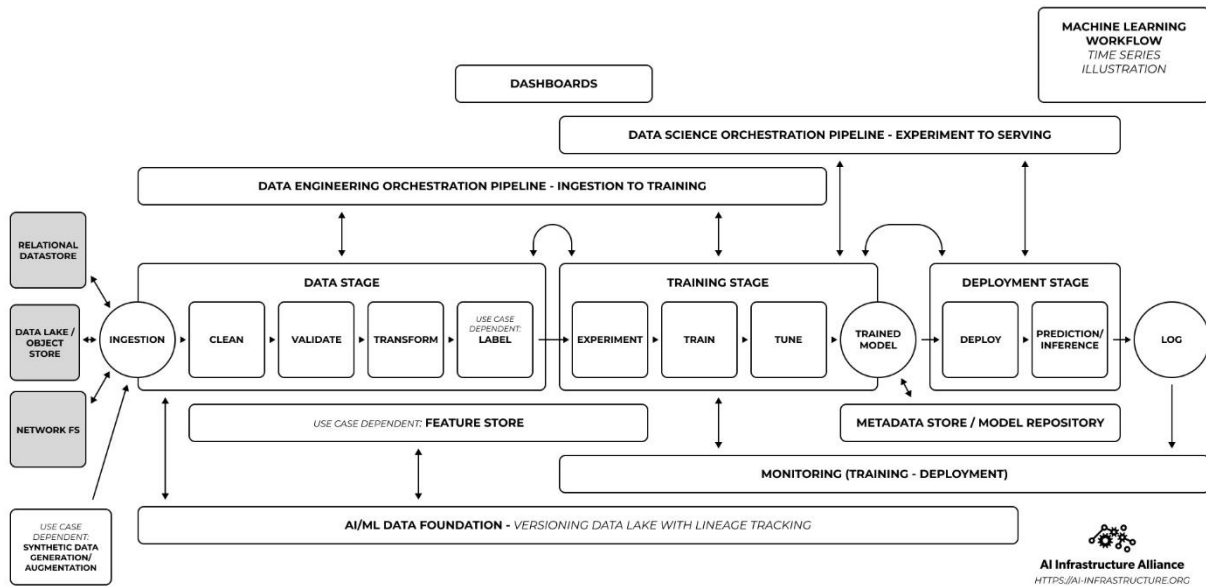 MACHINE LEARNING
WORKFLOW
TIME SERIES
ILLUSTRATION
DASHBOARDS
DATA SCIENCE ORCHESTRATION PIPELINE - EXPERIMENT TO SERVING
DATA ENGINEERING ORCHESTRATION PIPELINE - INGESTION TO TRAINING
RELATIONAL
DATASTORE
DATA LAKE /
OBJECT
STORE
NETWORK FS
USE CASE
DEPENDENT:
SYNTHETIC DATA
GENERATION/
AUGMENTATION
INGESTION
DATA STAGE
CLEAN
VALIDATE
TRANSFORM
USE CASE
DEPENDENT:
LABEL
TRAINING STAGE
EXPERIMENT
TRAIN
TUNE
TRAINED
MODEL
DEPLOYMENT STAGE
DEPLOY
PREDICTION/
INFERENCE
LOG
USE CASE DEPENDENT: FEATURE STORE
METADATA STORE / MODEL REPOSITORY
MONITORING (TRAINING - DEPLOYMENT)
AI/ML DATA FOUNDATION - VERSIONING DATA LAKE WITH LINEAGE TRACKING
AI Infrastructure Alliance
HTTPS://AI-INFRASTRUCTURE.ORG